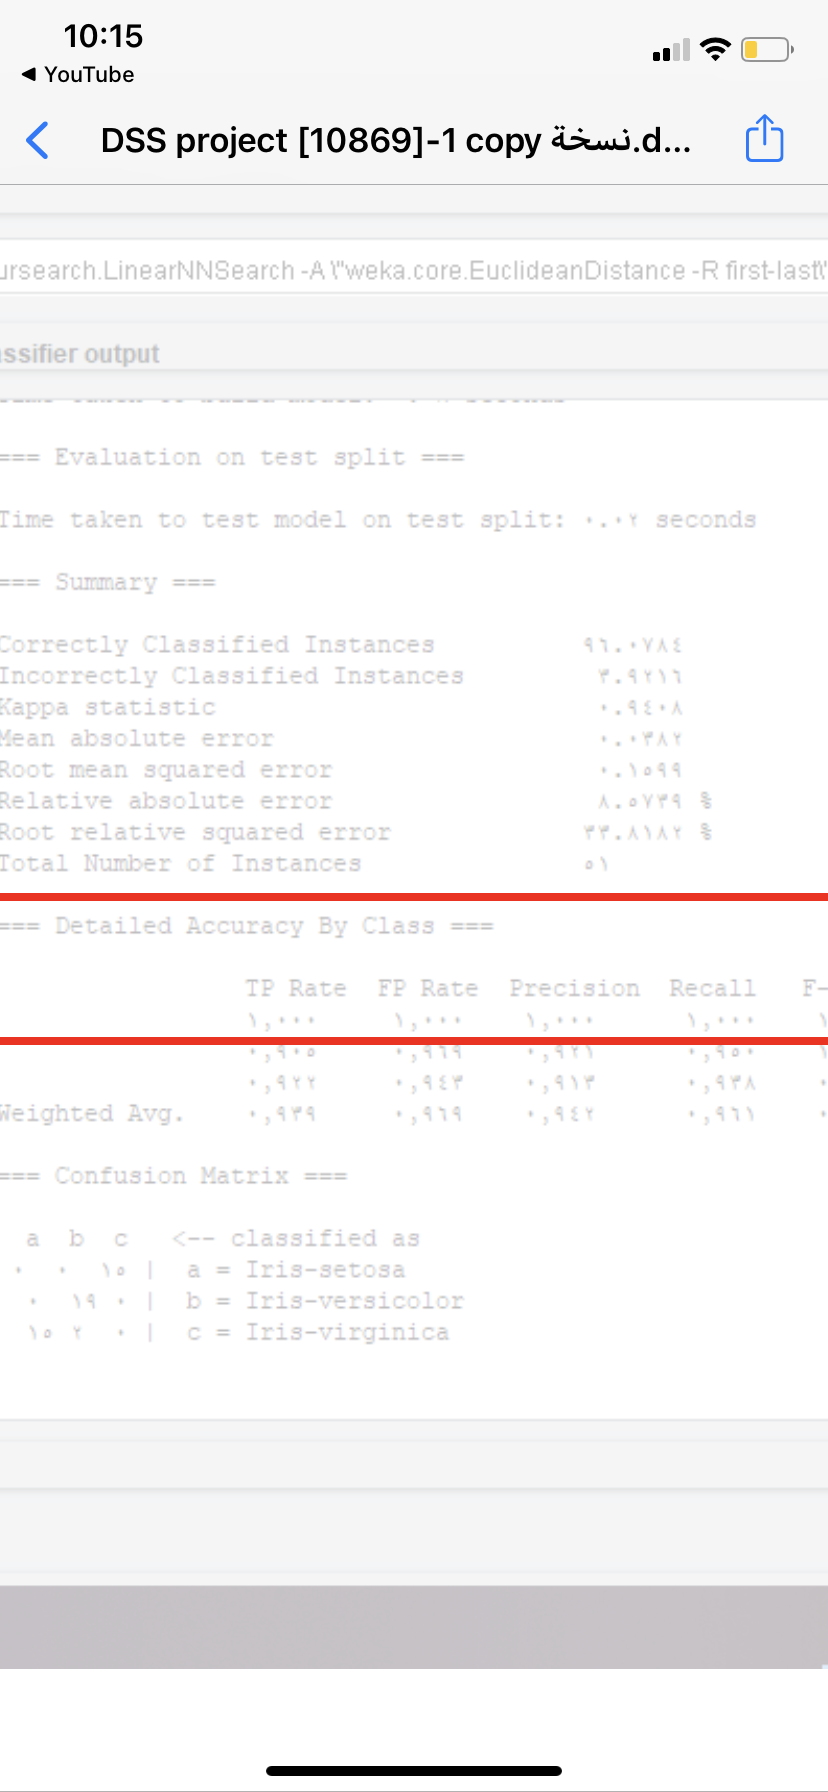 10:15
◀ YouTube
DSS project [10869]-1 copy نسخة.d...
ursearch.LinearNNSearch -A \"weka.core.EuclideanDistance -R first-last\"
ssifier output
=== Evaluation on test split ===
Time taken to test model on test split: ٠.٠٢ seconds
=== Summary ===
Correctly Classified Instances ٩٦.٠٧٨٤
Incorrectly Classified Instances ٣.٩٢١٦
Kappa statistic ٠.٩٤٠٨
Mean absolute error ٠.٠٣٨٢
Root mean squared error ٠.١٥٩٩
Relative absolute error ٨.٥٧٣٩ %
Root relative squared error ٣٣.٨١٨٢ %
Total Number of Instances ٥١
=== Detailed Accuracy By Class ===
TP Rate FP Rate Precision Recall F-
١,٠٠٠ ١,٠٠٠ ١,٠٠٠ ١,٠٠٠ ١
٠,٩٠٥ ٠,٩٦٩ ٠,٩٢١ ٠,٩٥٠ ١
٠,٩٢٢ ٠,٩٤٣ ٠,٩١٣ ٠,٩٣٨ ٠
Weighted Avg. ٠,٩٣٩ ٠,٩٦٩ ٠,٩٤٢ ٠,٩٦١ ٠
=== Confusion Matrix ===
a b c <-- classified as
٠ ٠ ١٥ | a = Iris-setosa
٠ ١٩ ٠ | b = Iris-versicolor
١٥ ٢ ٠ | c = Iris-virginica